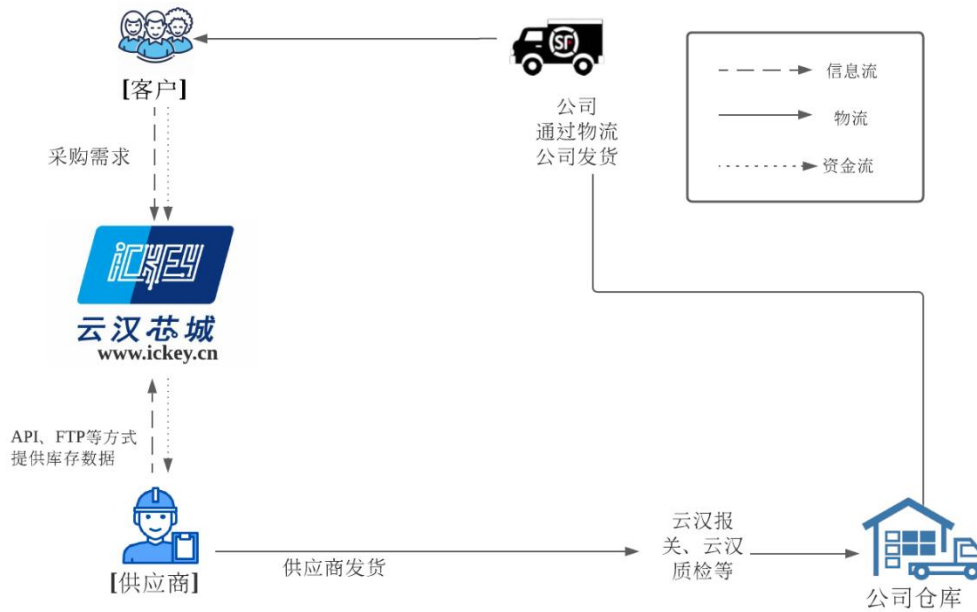 SF
[客户]
公司
通过物流
公司发货
信息流
物流
资金流
采购需求
iCKEY
云汉芯城
www.ickey.cn
API、FTP等方式
提供库存数据
[供应商]
供应商发货
云汉报
关、云汉
质检等
公司仓库